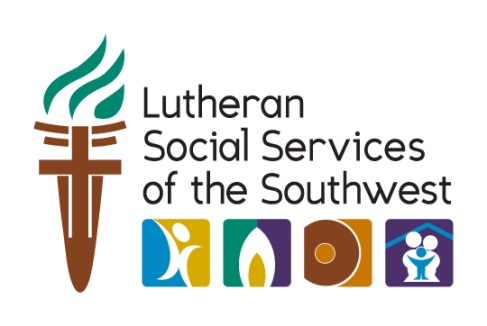 Lutheran
Social Services
of the Southwest